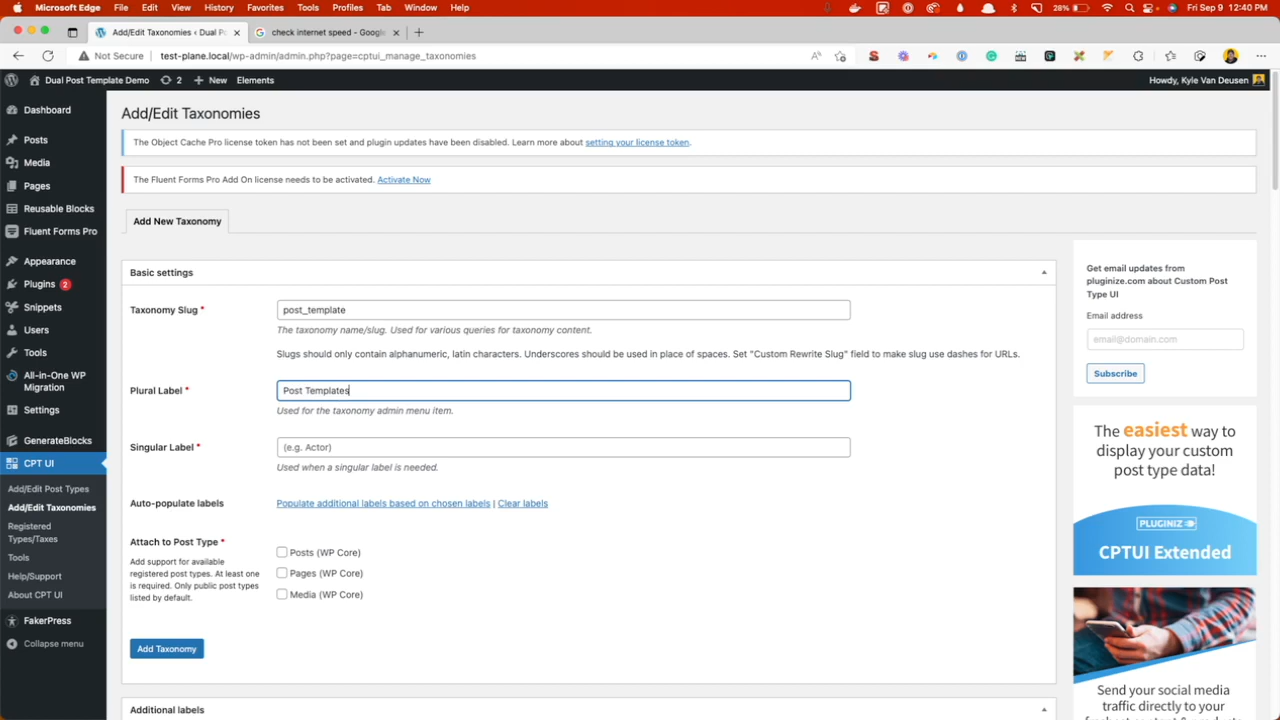 Microsoft Edge File Edit View History Favorites Tools Profiles Tab Window Help
28% Fri Sep 9 12:40 PM
Add/Edit Taxonomies ‹ Dual Po
check internet speed - Google
Not Secure test-plane.local/wp-admin/admin.php?page=cptui_manage_taxonomies
Dual Post Template Demo 2 New Elements
Howdy, Kyle Van Deusen
Dashboard
Posts
Media
Pages
Reusable Blocks
Fluent Forms Pro
Appearance
Plugins 2
Snippets
Users
Tools
All-in-One WP
Migration
Settings
GenerateBlocks
CPT UI
Add/Edit Post Types
Add/Edit Taxonomies
Registered
Types/Taxes
Tools
Help/Support
About CPT UI
FakerPress
Collapse menu
Add/Edit Taxonomies
The Object Cache Pro license token has not been set and plugin updates have been disabled. Learn more about setting your license token.
The Fluent Forms Pro Add On license needs to be activated. Activate Now
Add New Taxonomy
Basic settings
Taxonomy Slug *
post_template
The taxonomy name/slug. Used for various queries for taxonomy content.
Slugs should only contain alphanumeric, latin characters. Underscores should be used in place of spaces. Set "Custom Rewrite Slug" field to make slug use dashes for URLs.
Plural Label *
Post Templates
Used for the taxonomy admin menu item.
Singular Label *
(e.g. Actor)
Used when a singular label is needed.
Auto-populate labels
Populate additional labels based on chosen labels | Clear labels
Attach to Post Type *
Add support for available
registered post types. At least one
is required. Only public post types
listed by default.
Posts (WP Core)
Pages (WP Core)
Media (WP Core)
Add Taxonomy
Additional labels
Get email updates from
pluginize.com about Custom Post
Type UI
Email address
email@domain.com
Subscribe
The easiest way to
display your custom
post type data!
PLUGINIZ
CPTUI Extended
Send your social media
traffic directly to your